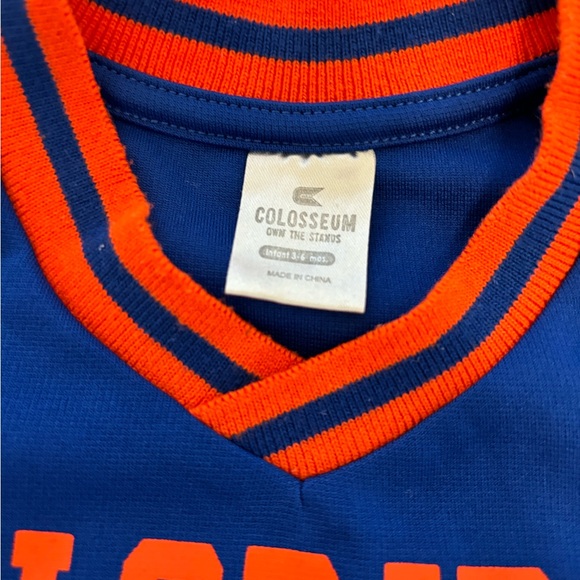 COLOSSEUM
OWN THE STANDS
Infant 3-6 mos.
MADE IN CHINA